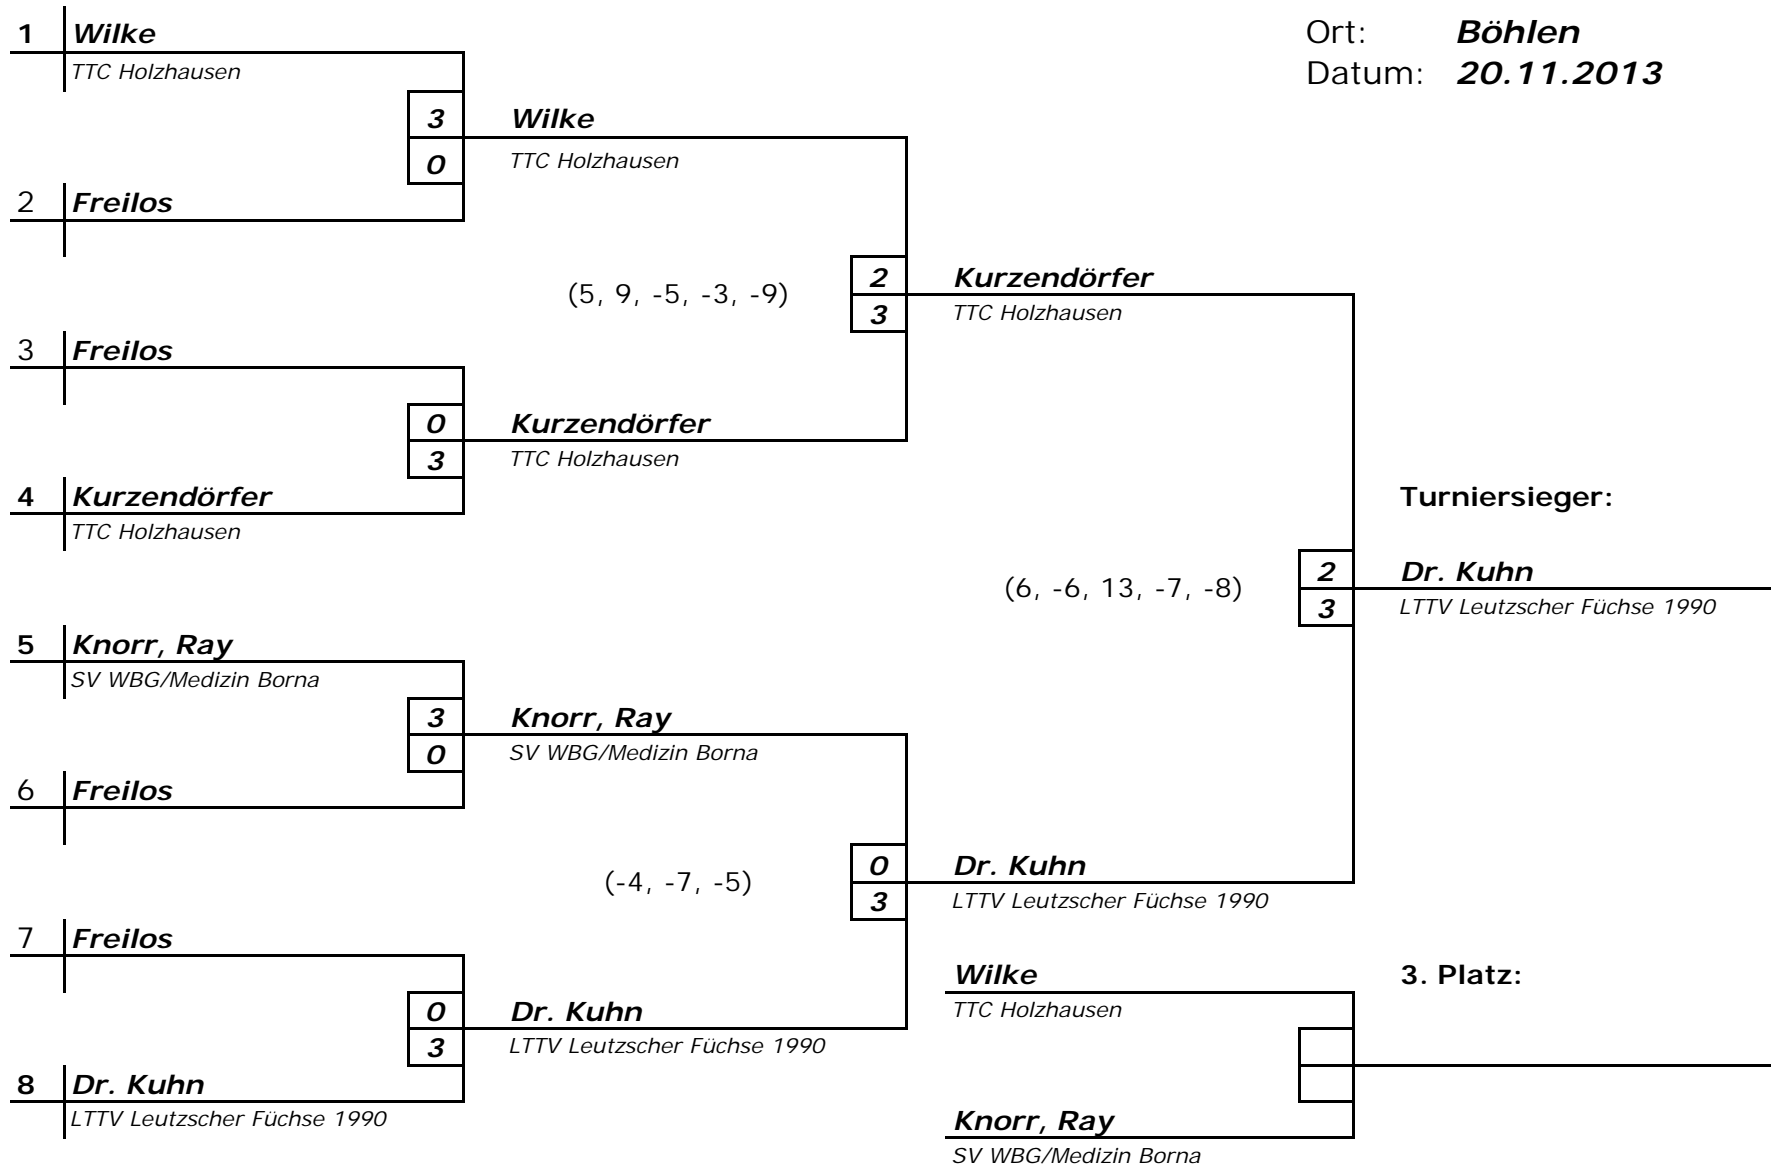 Ort: Böhlen
Datum: 20.11.2013
1 Wilke
TTC Holzhausen
3 Wilke
0 TTC Holzhausen
2 Freilos
(5, 9, -5, -3, -9)
2 Kurzendörfer
3 TTC Holzhausen
3 Freilos
0 Kurzendörfer
3 TTC Holzhausen
4 Kurzendörfer
TTC Holzhausen
Turniersieger:
(6, -6, 13, -7, -8)
2 Dr. Kuhn
3 LTTV Leutzscher Füchse 1990
5 Knorr, Ray
SV WBG/Medizin Borna
3 Knorr, Ray
0 SV WBG/Medizin Borna
6 Freilos
(-4, -7, -5)
0 Dr. Kuhn
3 LTTV Leutzscher Füchse 1990
7 Freilos
0 Dr. Kuhn
3 LTTV Leutzscher Füchse 1990
8 Dr. Kuhn
LTTV Leutzscher Füchse 1990
Wilke
TTC Holzhausen
3. Platz:
Knorr, Ray
SV WBG/Medizin Borna